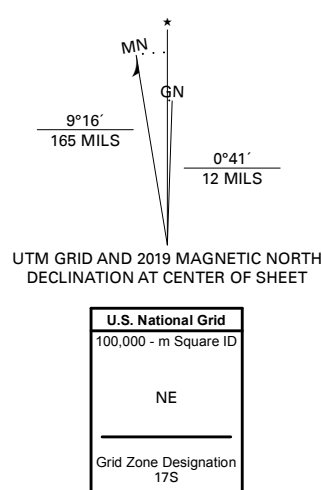 ★
MN
GN
9°16´
165 MILS
0°41´
12 MILS
UTM GRID AND 2019 MAGNETIC NORTH
DECLINATION AT CENTER OF SHEET
U.S. National Grid
100,000 - m Square ID
NE
Grid Zone Designation
17S